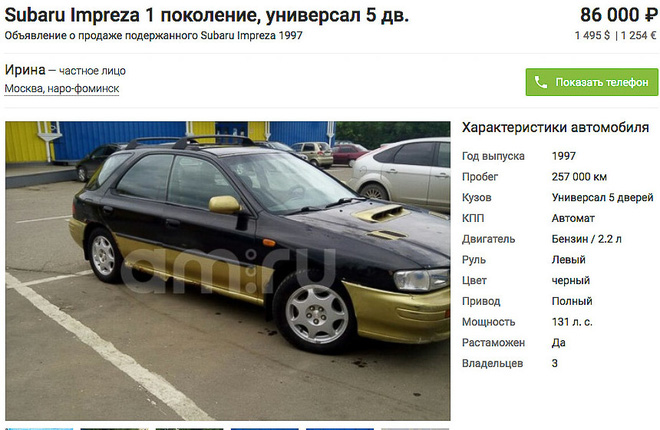 Subaru Impreza 1 поколение, универсал 5 дв.
86 000 ₽
Объявление о продаже подержанного Subaru Impreza 1997
1 495 $ | 1 254 €
Ирина — частное лицо
Москва, наро-фоминск
Показать телефон
Характеристики автомобиля
Год выпуска 1997
Пробег 257 000 км
Кузов Универсал 5 дверей
КПП Автомат
Двигатель Бензин / 2.2 л
Руль Левый
Цвет черный
Привод Полный
Мощность 131 л. с.
Растаможен Да
Владельцев 3
am.ru